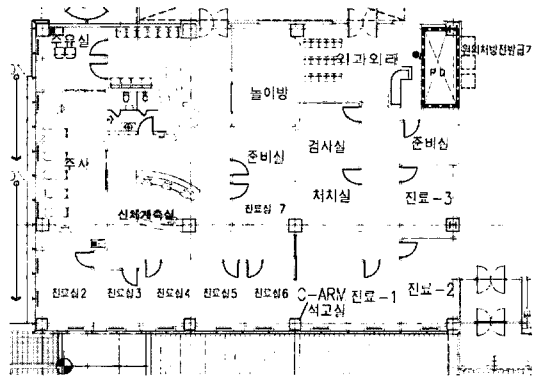 수유실
외과외래
원외처방전발급기
P D
놀이방
주사
준비실
검사실
준비실
처치실
진료-3
신체계측실
진료실 7
진료실2
진료실3
진료실4
진료실5
진료실6
C-ARM
석고실
진료-1
진료-2